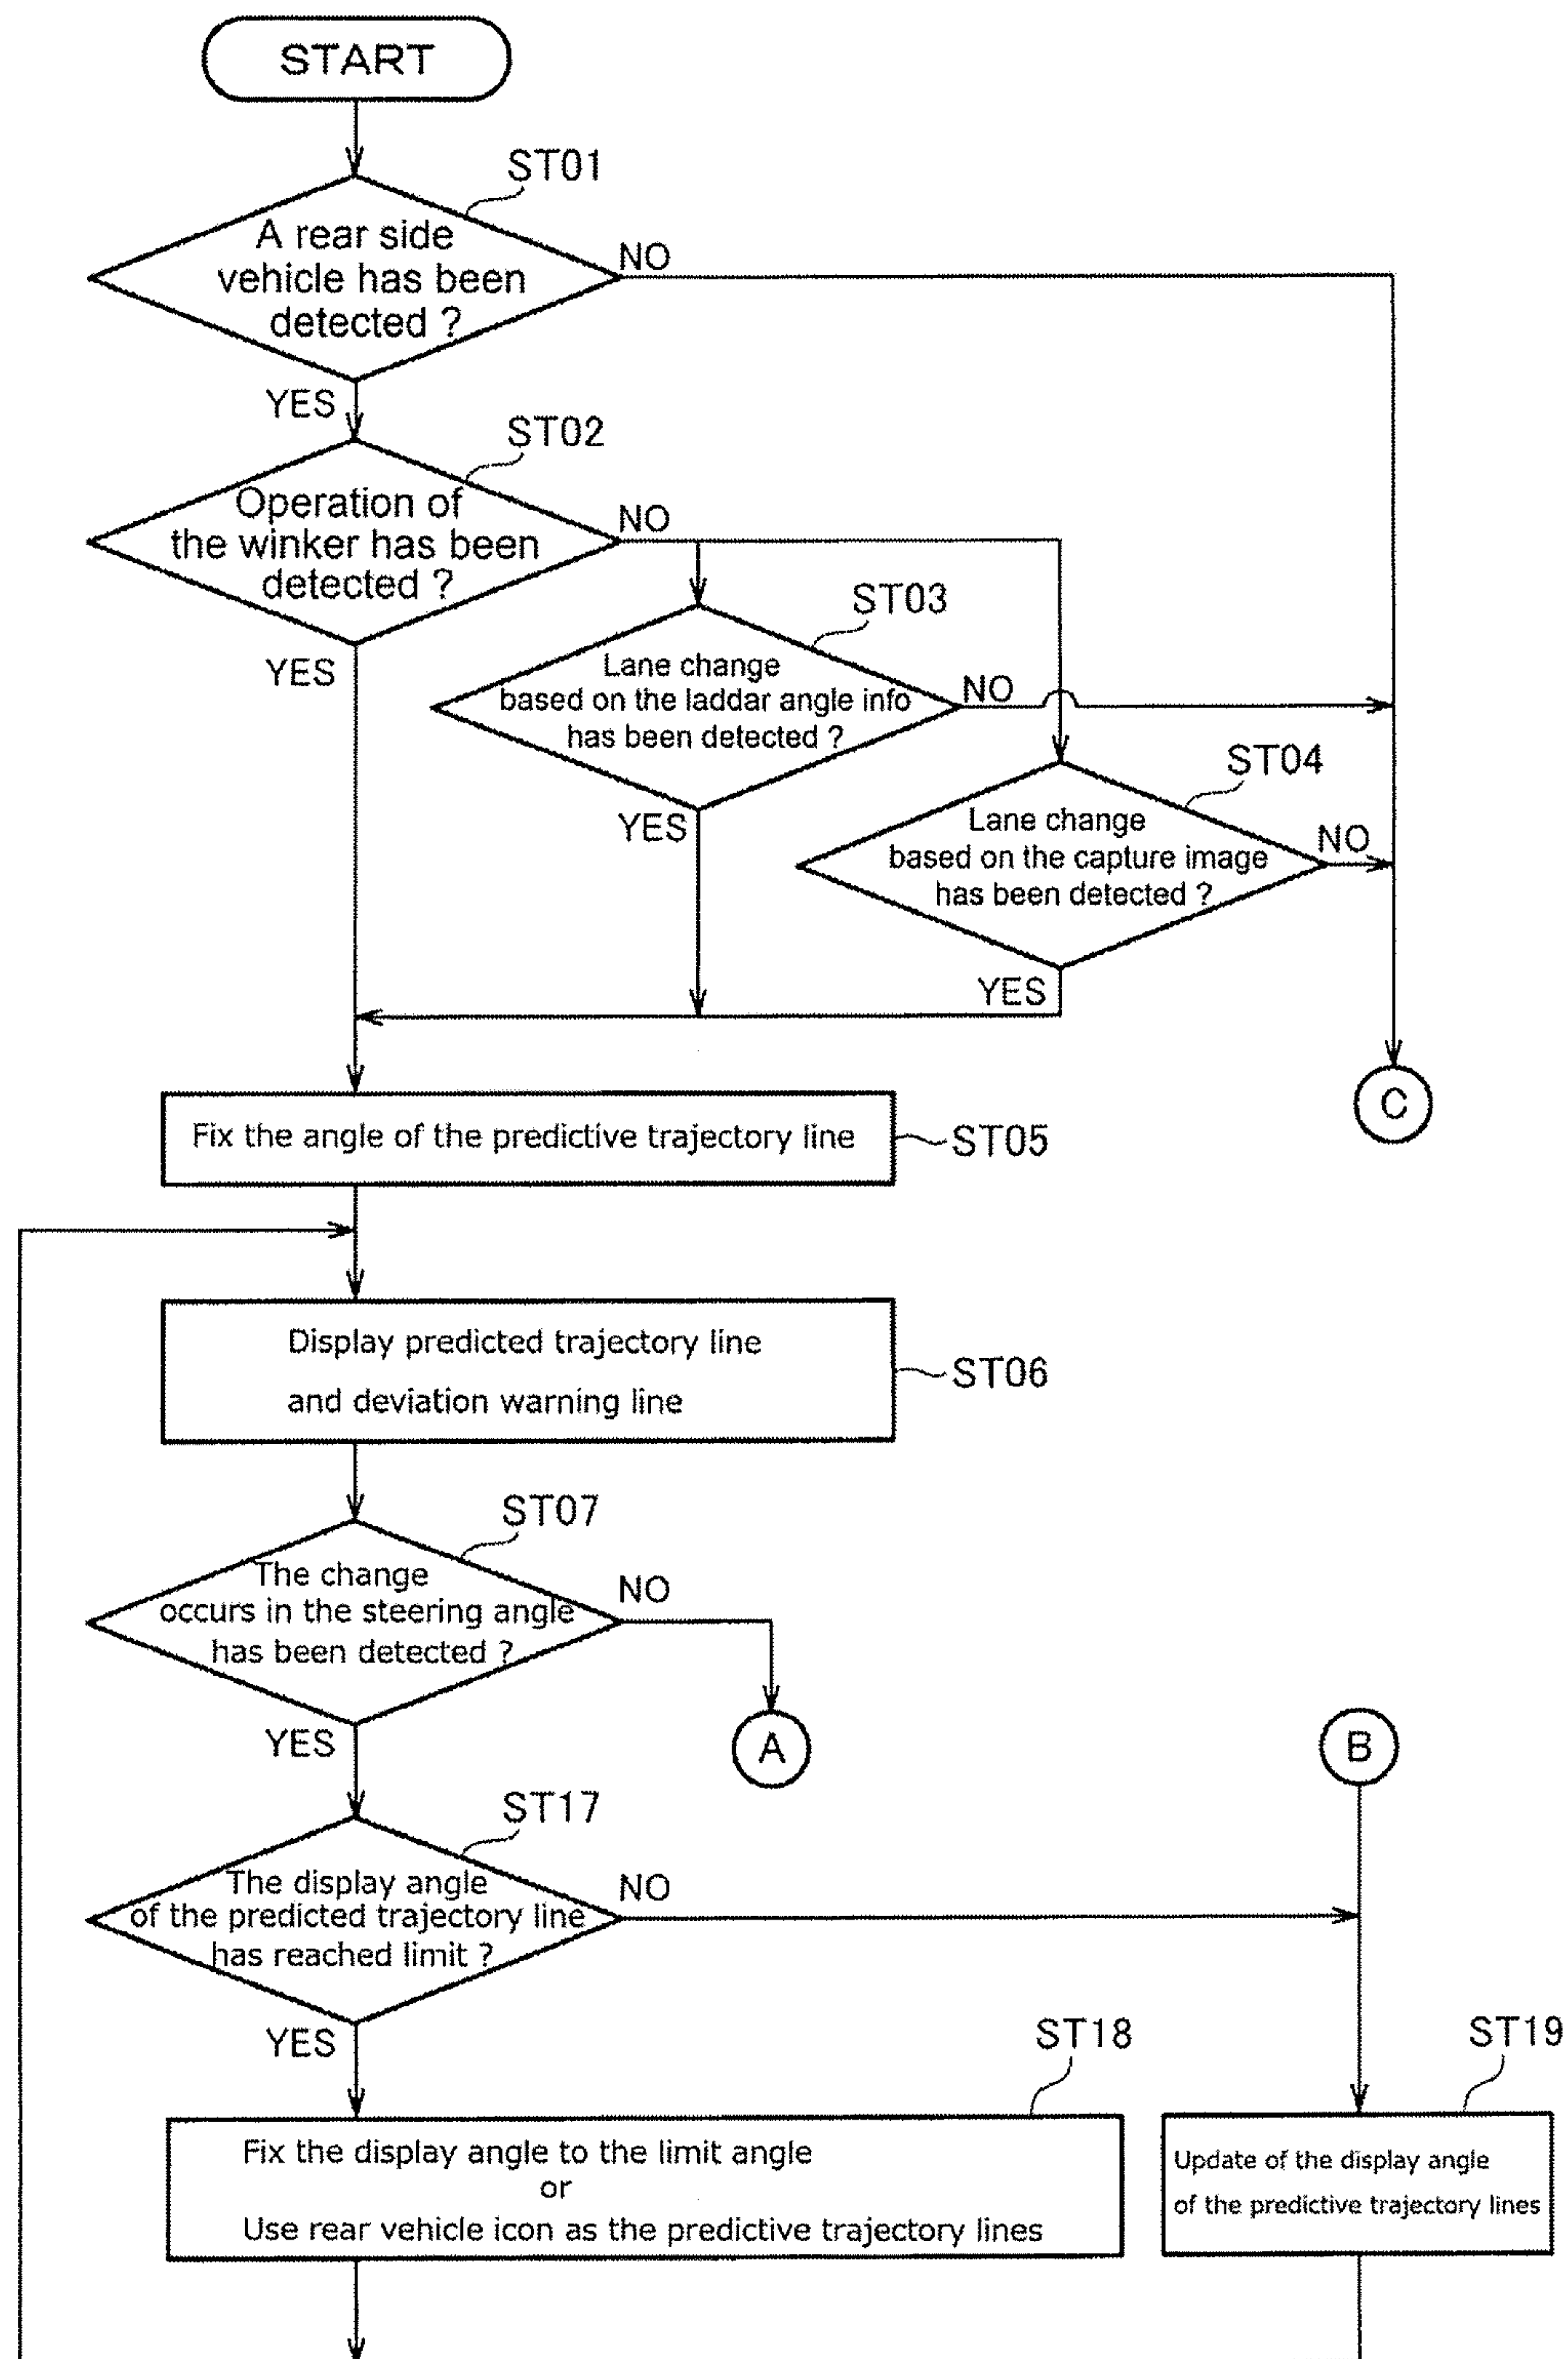 START
ST01
A rear side
vehicle has been
detected ?
NO
YES
ST02
Operation of
the winker has been
detected ?
NO
YES
ST03
Lane change
based on the laddar angle info
has been detected ?
NO
YES
ST04
Lane change
based on the capture image
has been detected ?
NO
YES
C
Fix the angle of the predictive trajectory line
ST05
Display predicted trajectory line
and deviation warning line
ST06
ST07
The change
occurs in the steering angle
has been detected ?
NO
YES
A
B
ST17
The display angle
of the predicted trajectory line
has reached limit ?
NO
YES
ST18
Fix the display angle to the limit angle
or
Use rear vehicle icon as the predictive trajectory lines
ST19
Update of the display angle
of the predictive trajectory lines